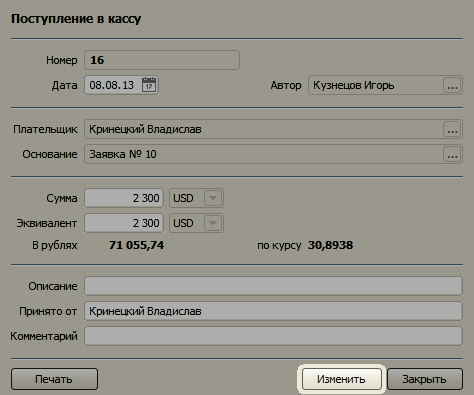 Поступление в кассу
Номер 16
Дата 08.08.13 17 Автор Кузнецов Игорь ...
Плательщик Кринецкий Владислав ...
Основание Заявка № 10 ...
Сумма 2 300 USD
Эквивалент 2 300 USD
В рублях 71 055,74 по курсу 30,8938
Описание
Принято от Кринецкий Владислав
Комментарий
Печать Изменить Закрыть